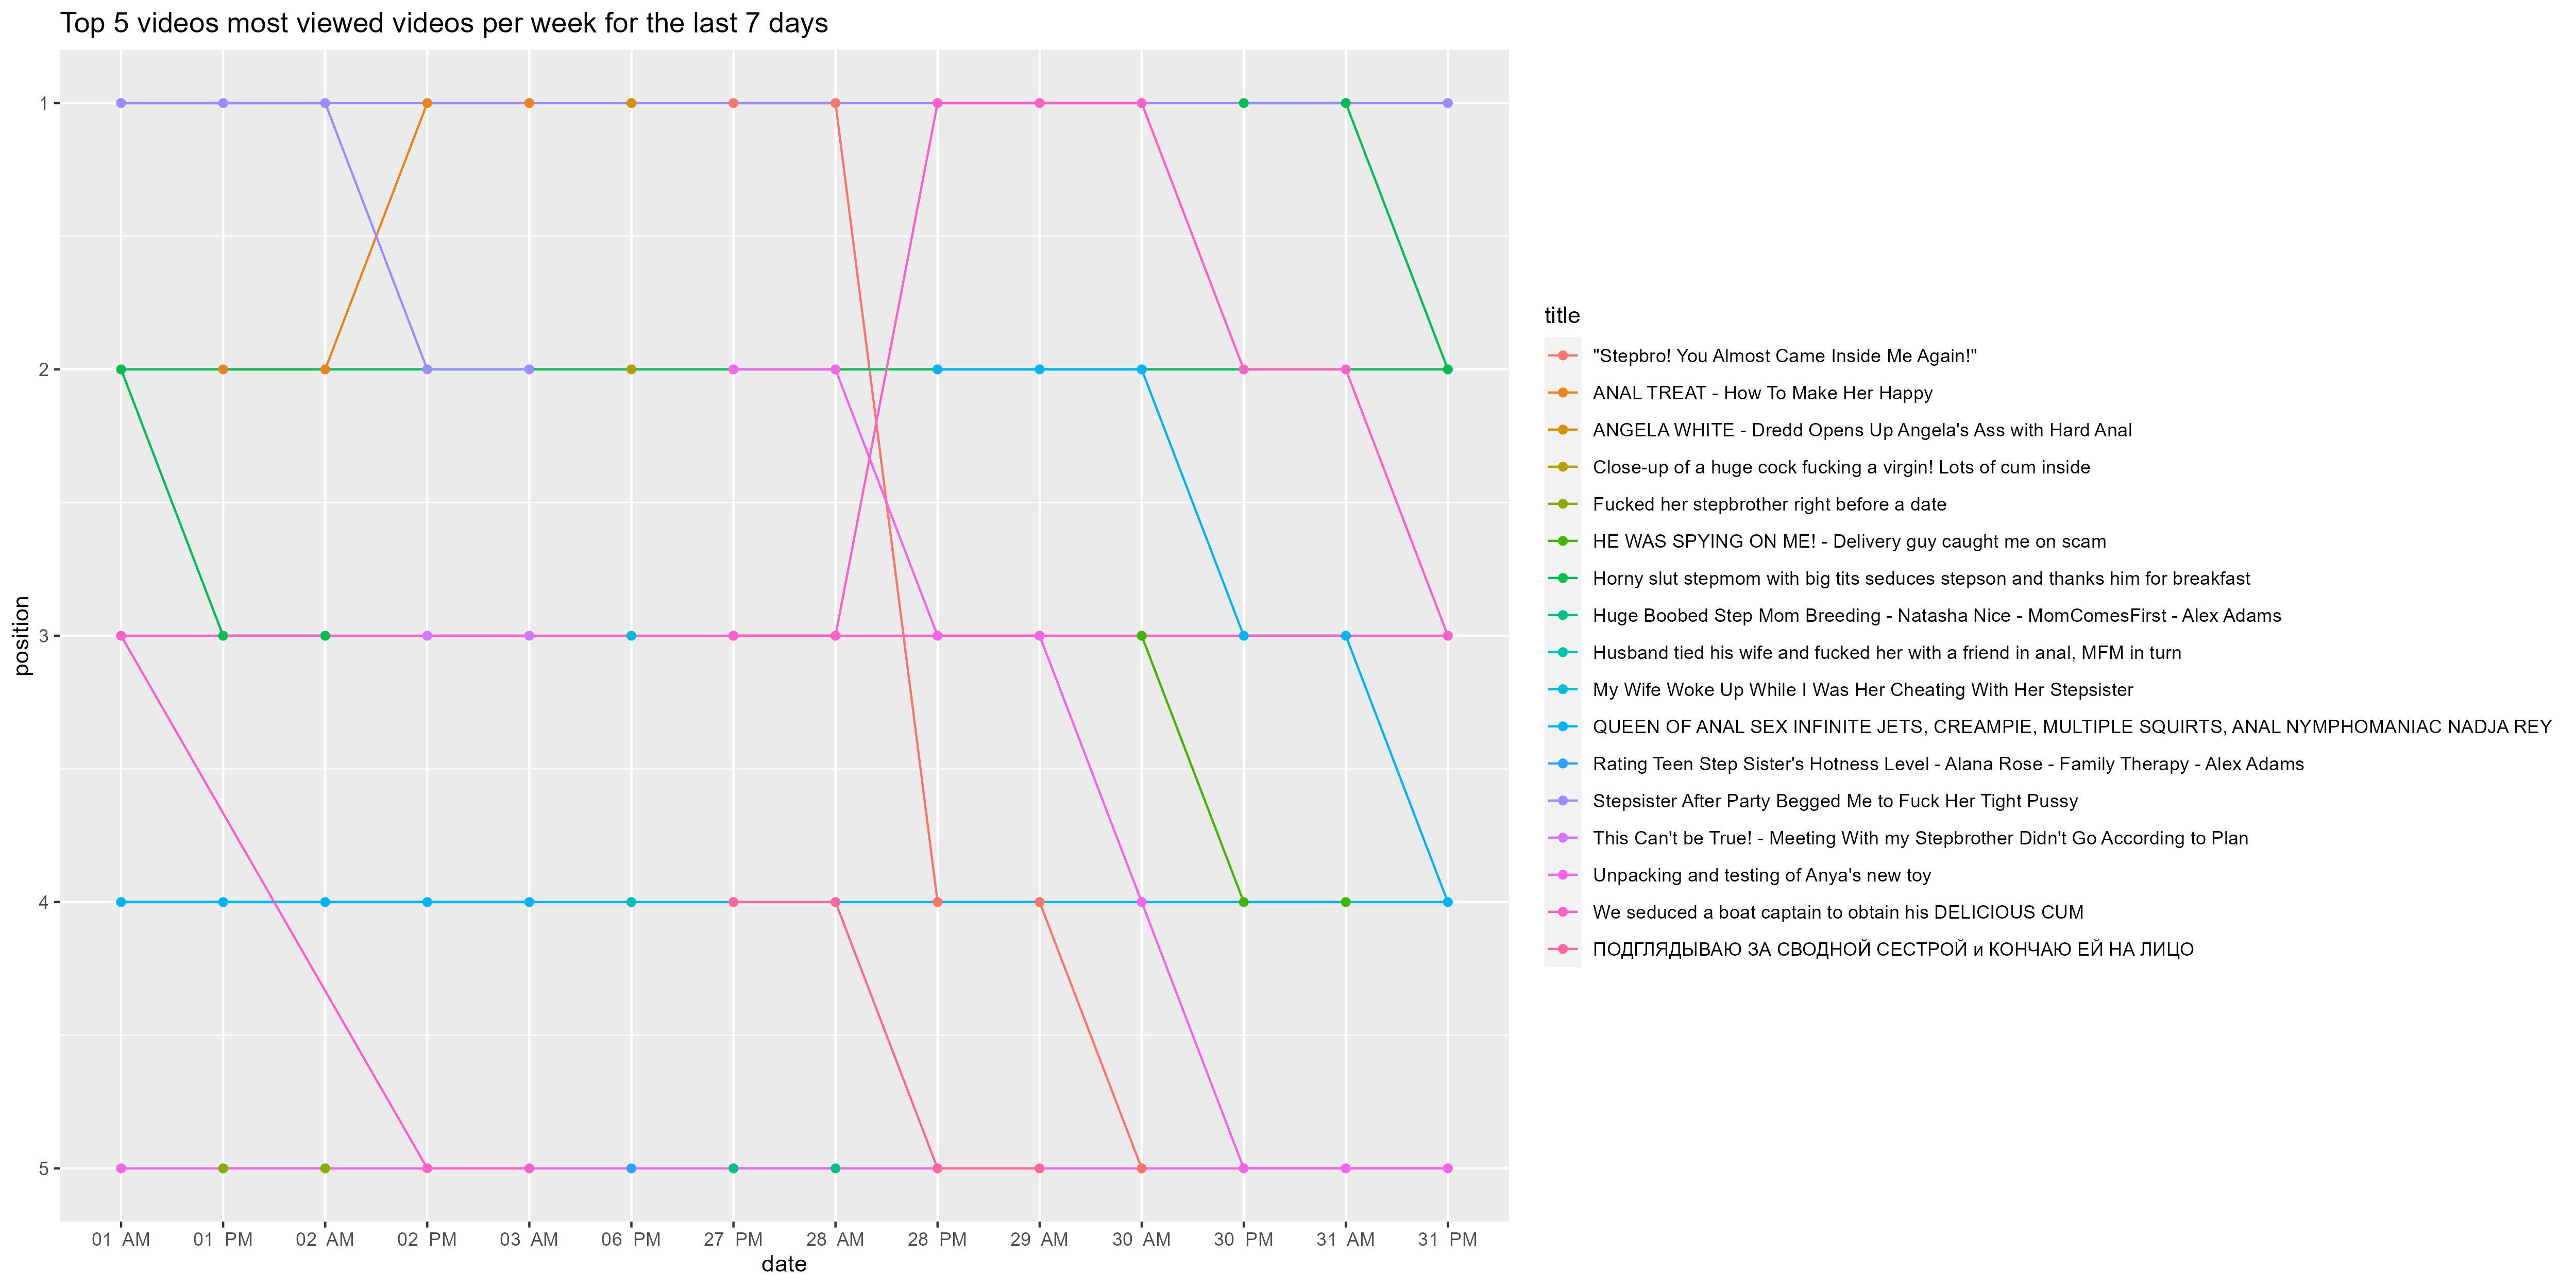 Top 5 videos most viewed videos per week for the last 7 days
position
1
2
3
4
5
01 AM 01 PM 02 AM 02 PM 03 AM 06 PM 27 PM 28 AM 28 PM 29 AM 30 AM 30 PM 31 AM 31 PM
date
title
"Stepbro! You Almost Came Inside Me Again!"
ANAL TREAT - How To Make Her Happy
ANGELA WHITE - Dredd Opens Up Angela's Ass with Hard Anal
Close-up of a huge cock fucking a virgin! Lots of cum inside
Fucked her stepbrother right before a date
HE WAS SPYING ON ME! - Delivery guy caught me on scam
Horny slut stepmom with big tits seduces stepson and thanks him for breakfast
Huge Boobed Step Mom Breeding - Natasha Nice - MomComesFirst - Alex Adams
Husband tied his wife and fucked her with a friend in anal, MFM in turn
My Wife Woke Up While I Was Her Cheating With Her Stepsister
QUEEN OF ANAL SEX INFINITE JETS, CREAMPIE, MULTIPLE SQUIRTS, ANAL NYMPHOMANIAC NADJA REY
Rating Teen Step Sister's Hotness Level - Alana Rose - Family Therapy - Alex Adams
Stepsister After Party Begged Me to Fuck Her Tight Pussy
This Can't be True! - Meeting With my Stepbrother Didn't Go According to Plan
Unpacking and testing of Anya's new toy
We seduced a boat captain to obtain his DELICIOUS CUM
ПОДГЛЯДЫВАЮ ЗА СВОДНОЙ СЕСТРОЙ и КОНЧАЮ ЕЙ НА ЛИЦО